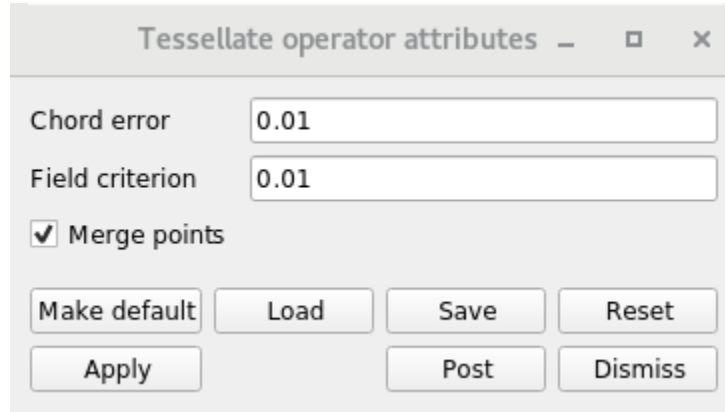 Tessellate operator attributes
Chord error 0.01
Field criterion 0.01
Merge points
Make default Load Save Reset
Apply Post Dismiss